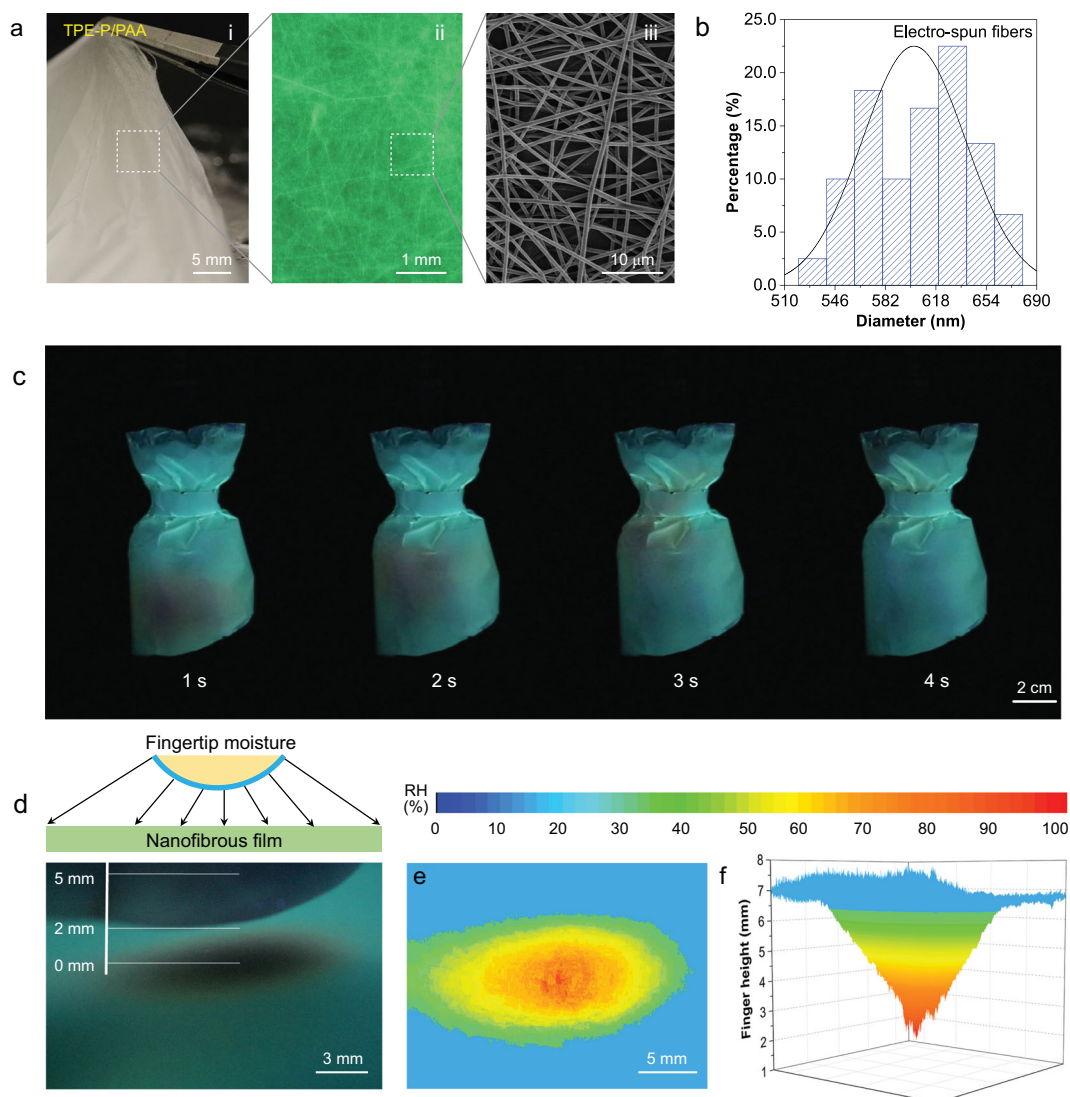 a
TPE-P/PAA
i
5 mm
ii
1 mm
iii
10 μm
b
Electro-spun fibers
25.0
20.0
15.0
10.0
5.0
0.0
Percentage (%)
510 546 582 618 654 690
Diameter (nm)
c
1 s
2 s
3 s
4 s
2 cm
Fingertip moisture
d
Nanofibrous film
5 mm
2 mm
0 mm
3 mm
RH
(%)
0 10 20 30 40 50 60 70 80 90 100
e
5 mm
f
8
7
6
5
4
3
2
1
Finger height (mm)